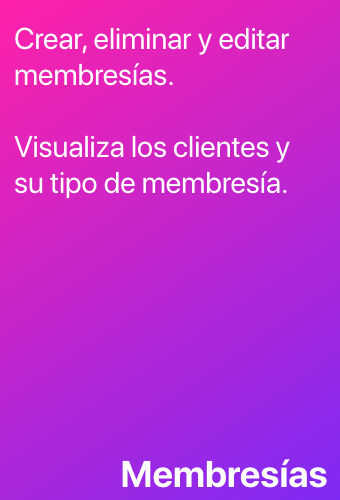 Crear, eliminar y editar
membresías.
Visualiza los clientes y
su tipo de membresía.
Membresías